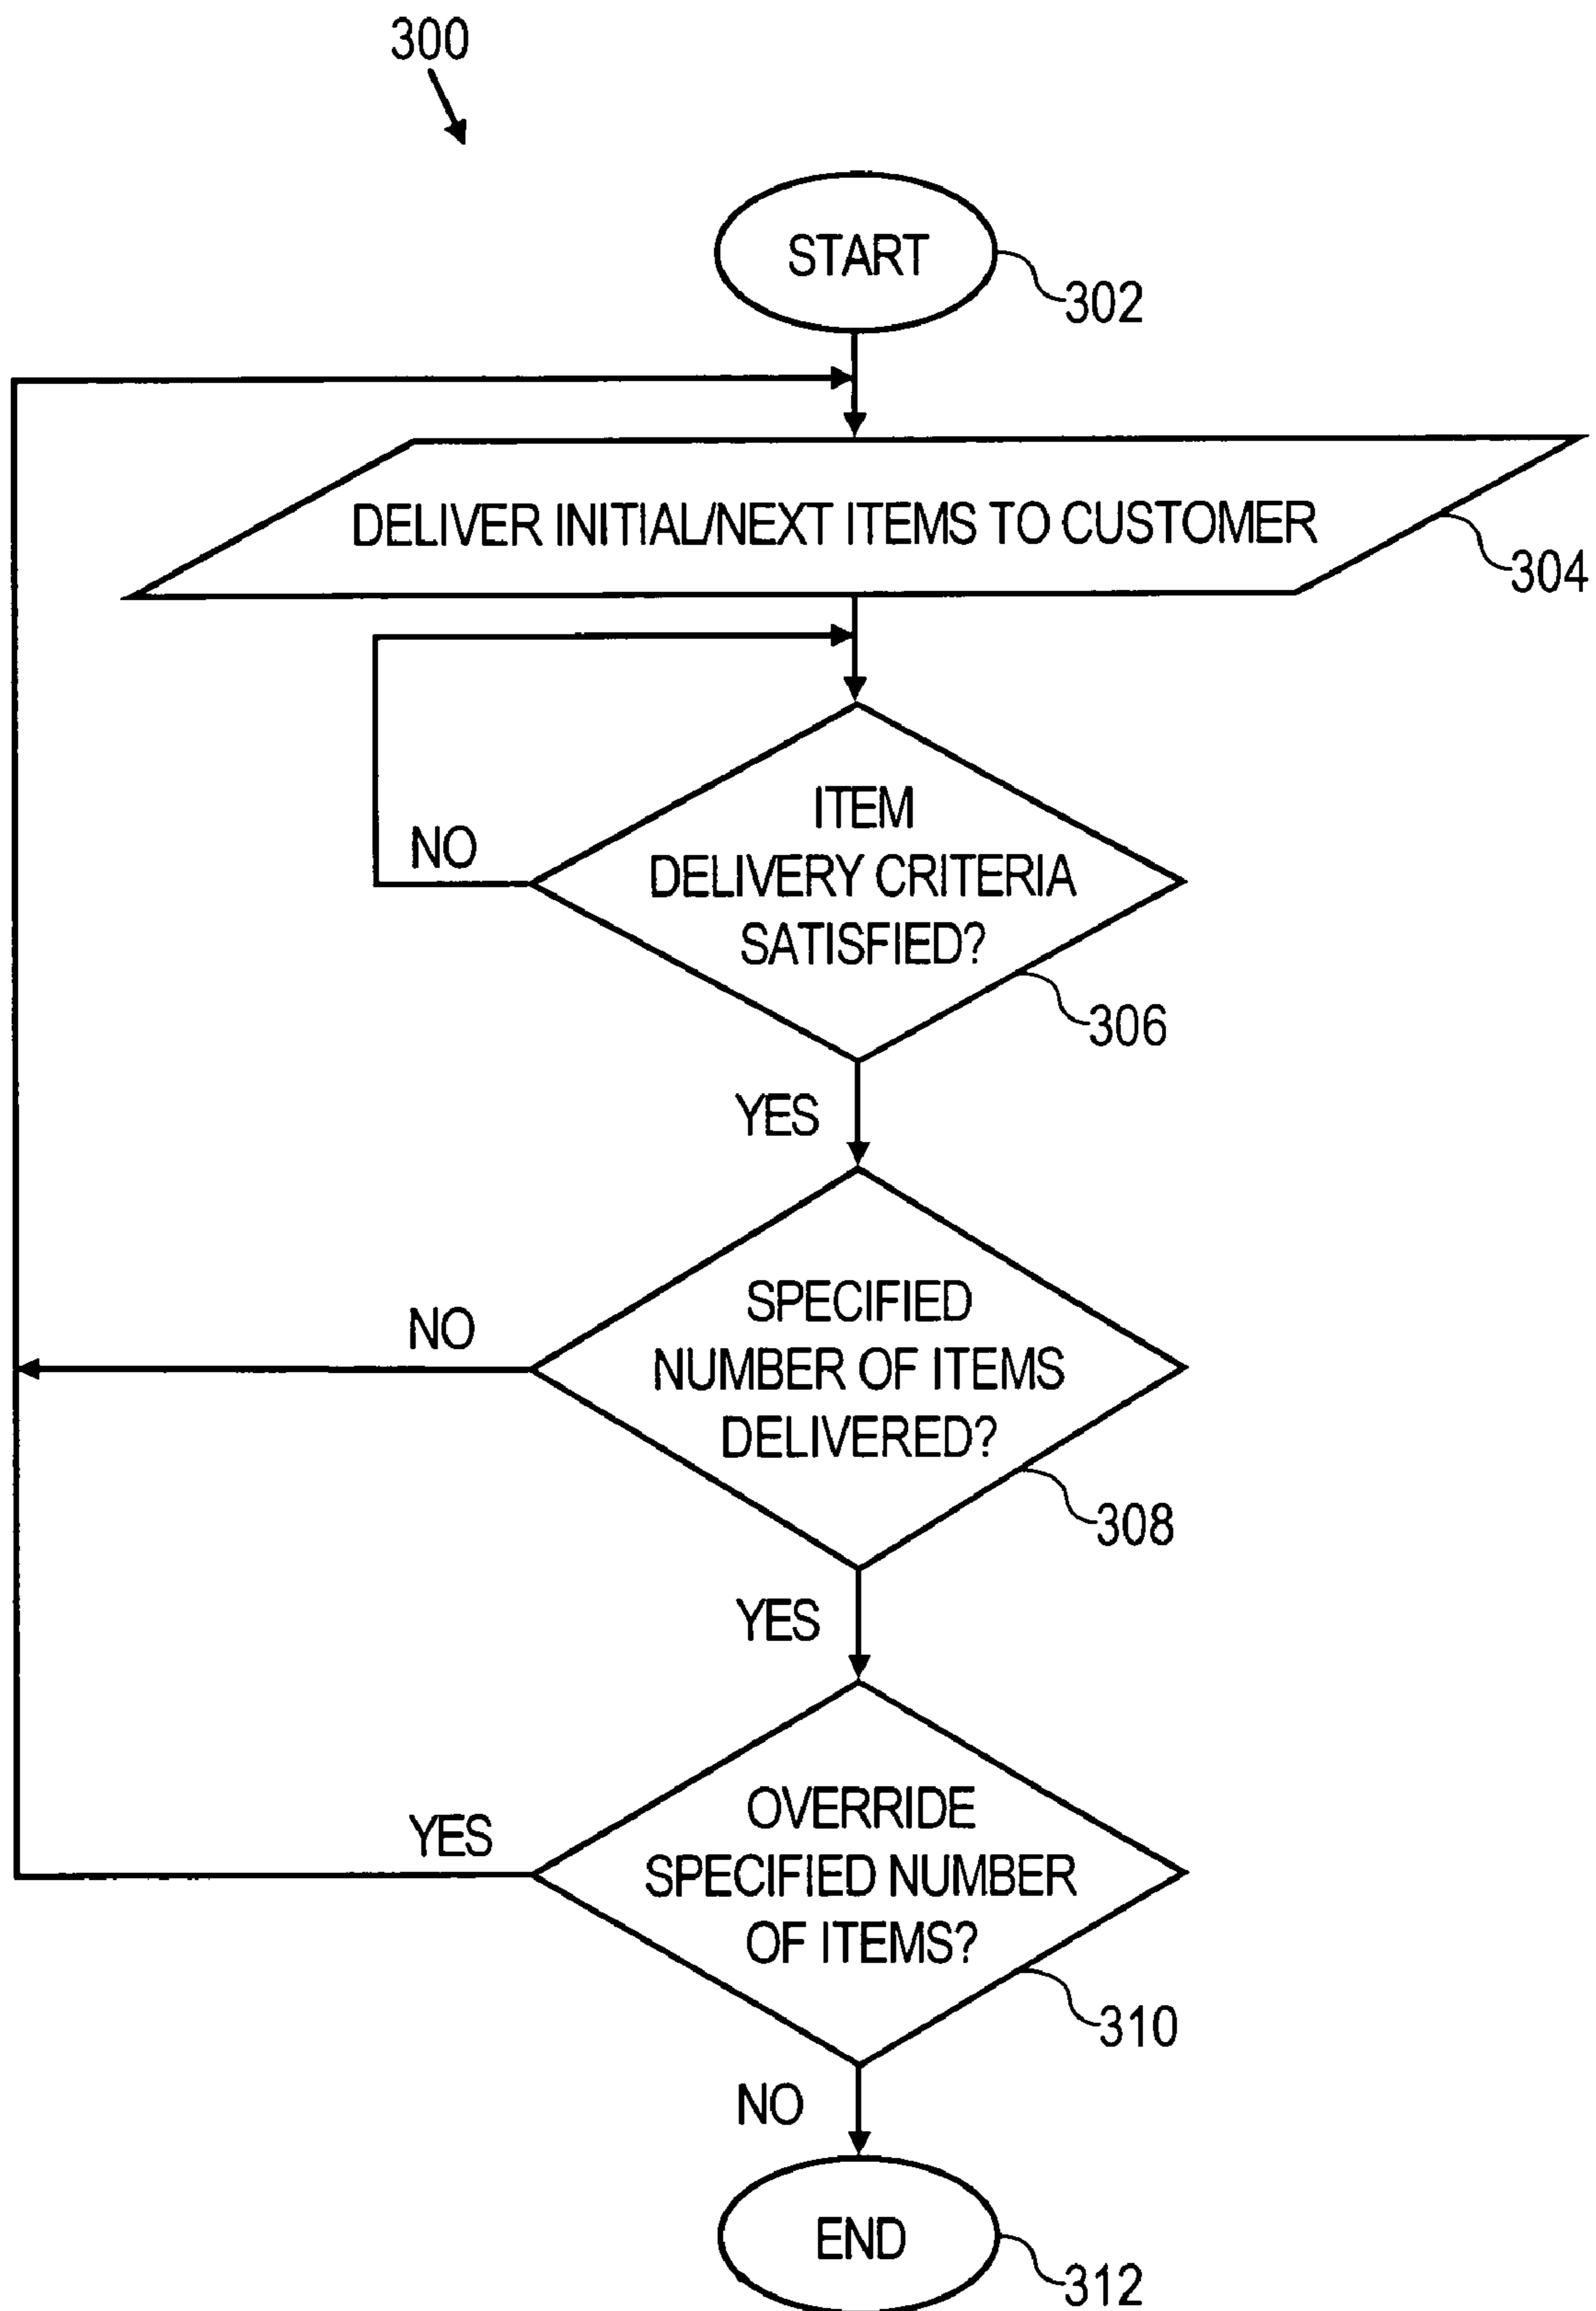 300
START
302
DELIVER INITIAL/NEXT ITEMS TO CUSTOMER
304
ITEM
DELIVERY CRITERIA
SATISFIED?
NO
306
YES
SPECIFIED
NUMBER OF ITEMS
DELIVERED?
NO
308
YES
OVERRIDE
SPECIFIED NUMBER
OF ITEMS?
YES
310
NO
END
312